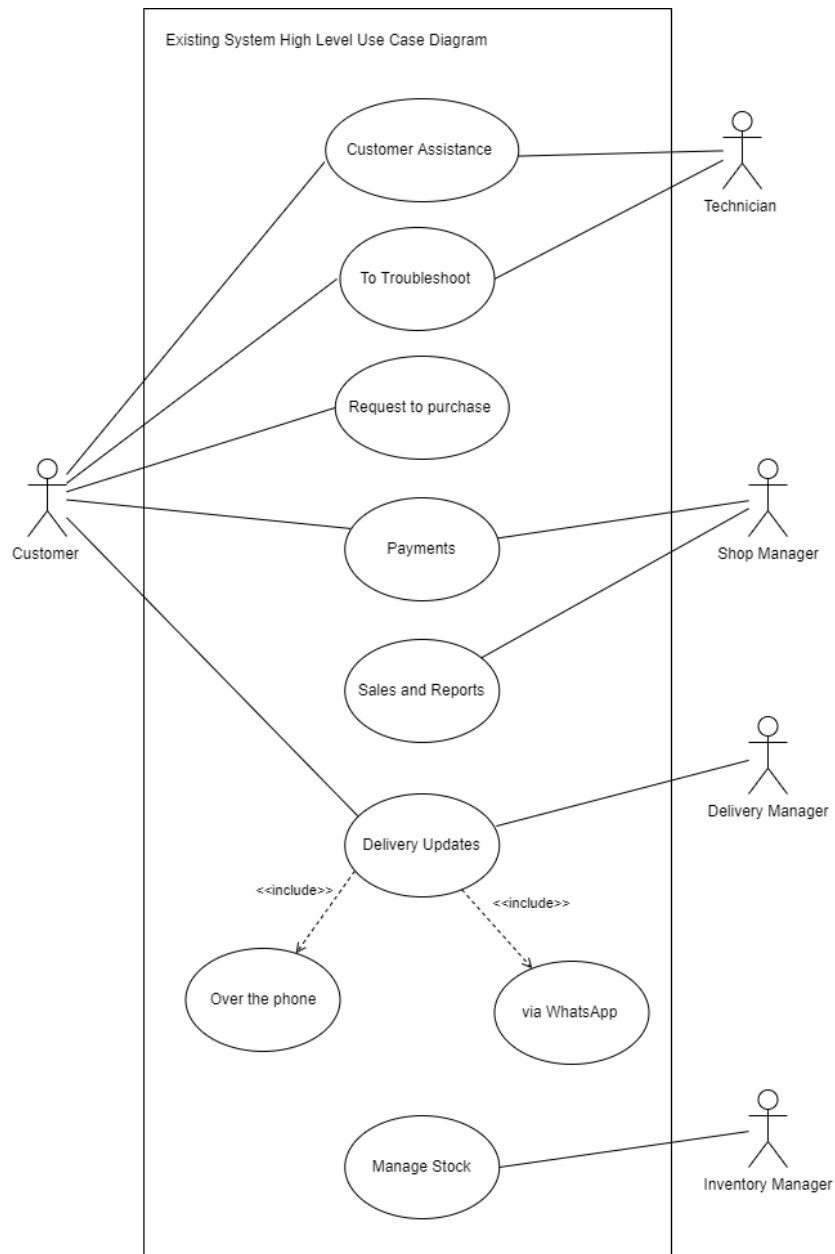 Existing System High Level Use Case Diagram
Customer Assistance
Technician
To Troubleshoot
Request to purchase
Customer
Payments
Shop Manager
Sales and Reports
Delivery Manager
Delivery Updates
<<include>>
<<include>>
Over the phone
via WhatsApp
Manage Stock
Inventory Manager